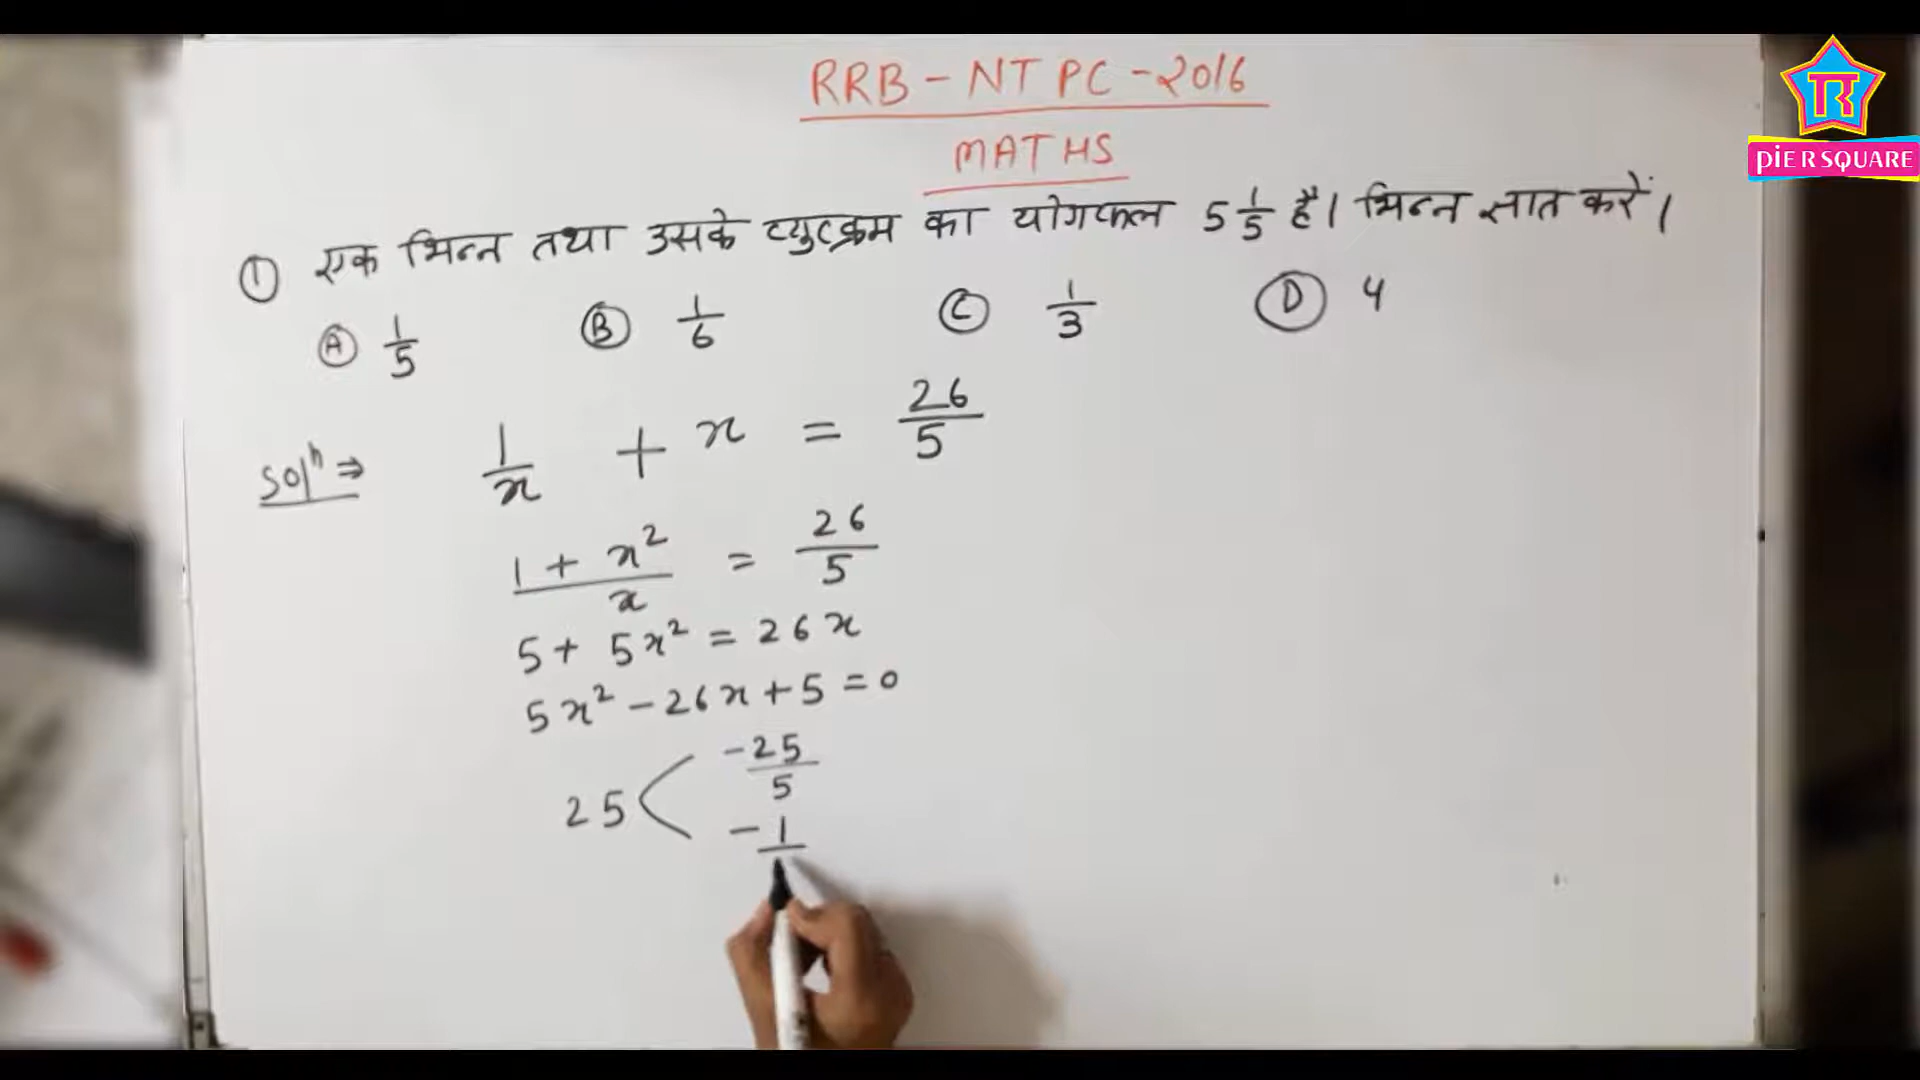 RRB - NTPC - 2016
MATHS
① एक भिन्न तथा उसके व्युत्क्रम का योगफल 5 1/5 है। भिन्न ज्ञात करें।
Ⓐ 1/5 Ⓑ 1/6 Ⓒ 1/3 Ⓓ 4
Solⁿ ⇒ 1/x + x = 26/5
(1 + x²)/x = 26/5
5 + 5x² = 26x
5x² - 26x + 5 = 0
25 < -25/5
-1/
R
PiE R SQUARE